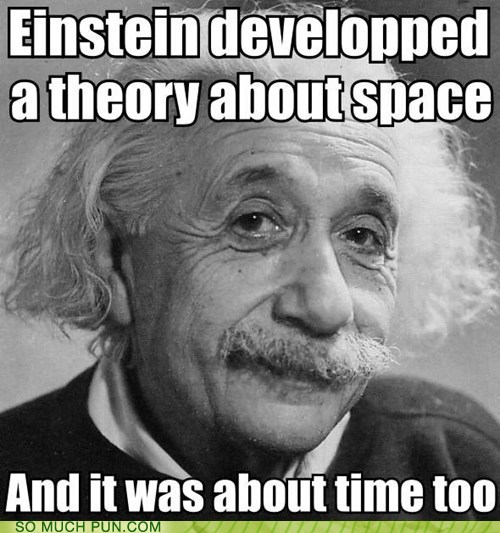 Einstein developped
a theory about space
And it was about time too
SO MUCH PUN.COM